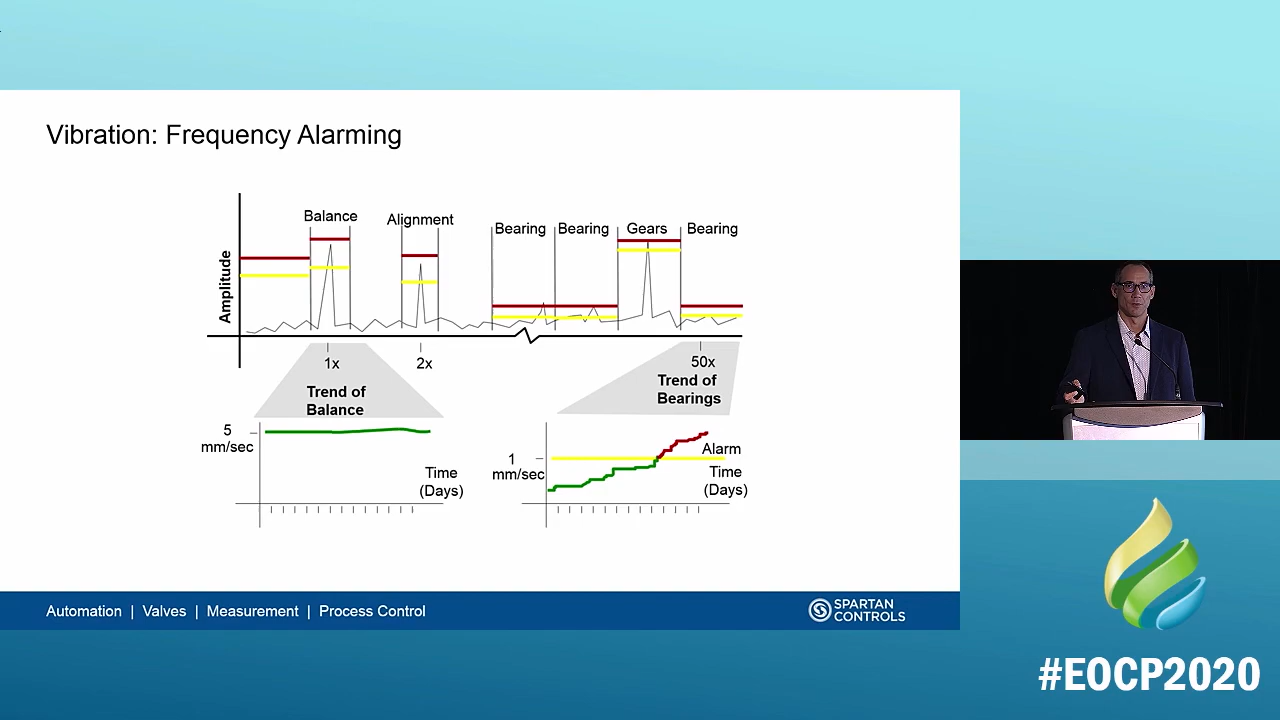 Vibration: Frequency Alarming
Balance
Alignment
Bearing
Bearing
Gears
Bearing
Amplitude
1x
2x
50x
Trend of
Balance
Trend of
Bearings
5
mm/sec
Time
(Days)
1
mm/sec
Alarm
Time
(Days)
Automation | Valves | Measurement | Process Control
SPARTAN
CONTROLS
#EOCP2020